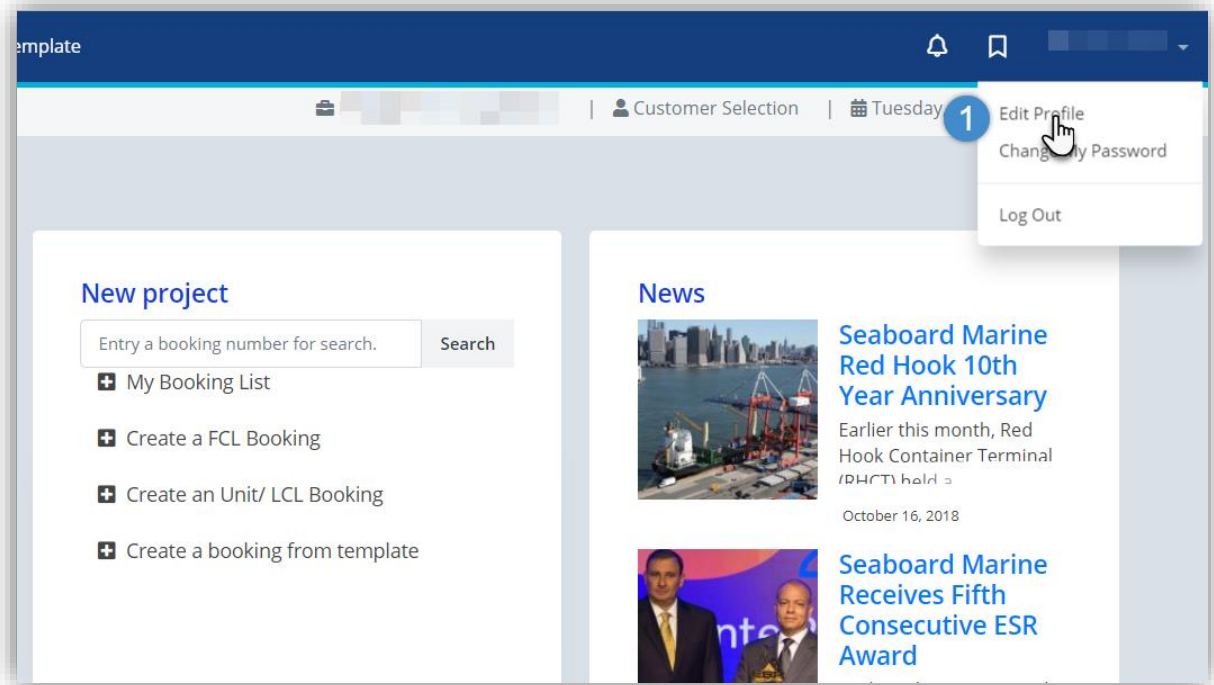 emplate
| Customer Selection | Tuesday
1
Edit Profile
Change My Password
Log Out
New project
Entry a booking number for search. Search
My Booking List
Create a FCL Booking
Create an Unit/ LCL Booking
Create a booking from template
News
Seaboard Marine
Red Hook 10th
Year Anniversary
Earlier this month, Red
Hook Container Terminal
(RHCT) held a
October 16, 2018
Seaboard Marine
Receives Fifth
Consecutive ESR
Award